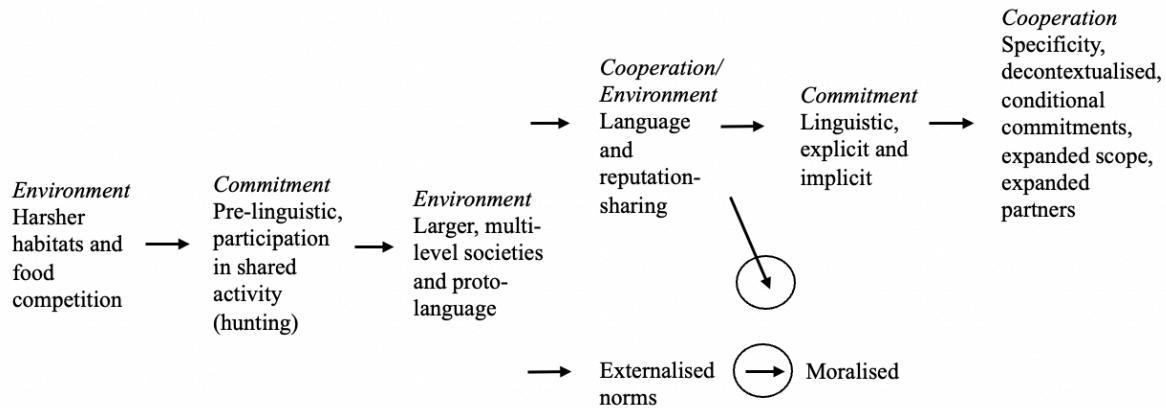 Environment
Harsher
habitats and
food
competition
Commitment
Pre-linguistic,
participation
in shared
activity
(hunting)
Environment
Larger, multi-
level societies
and proto-
language
Cooperation/
Environment
Language
and
reputation-
sharing
Commitment
Linguistic,
explicit and
implicit
Cooperation
Specificity,
decontextualised,
conditional
commitments,
expanded scope,
expanded
partners
Externalised
norms
Moralised